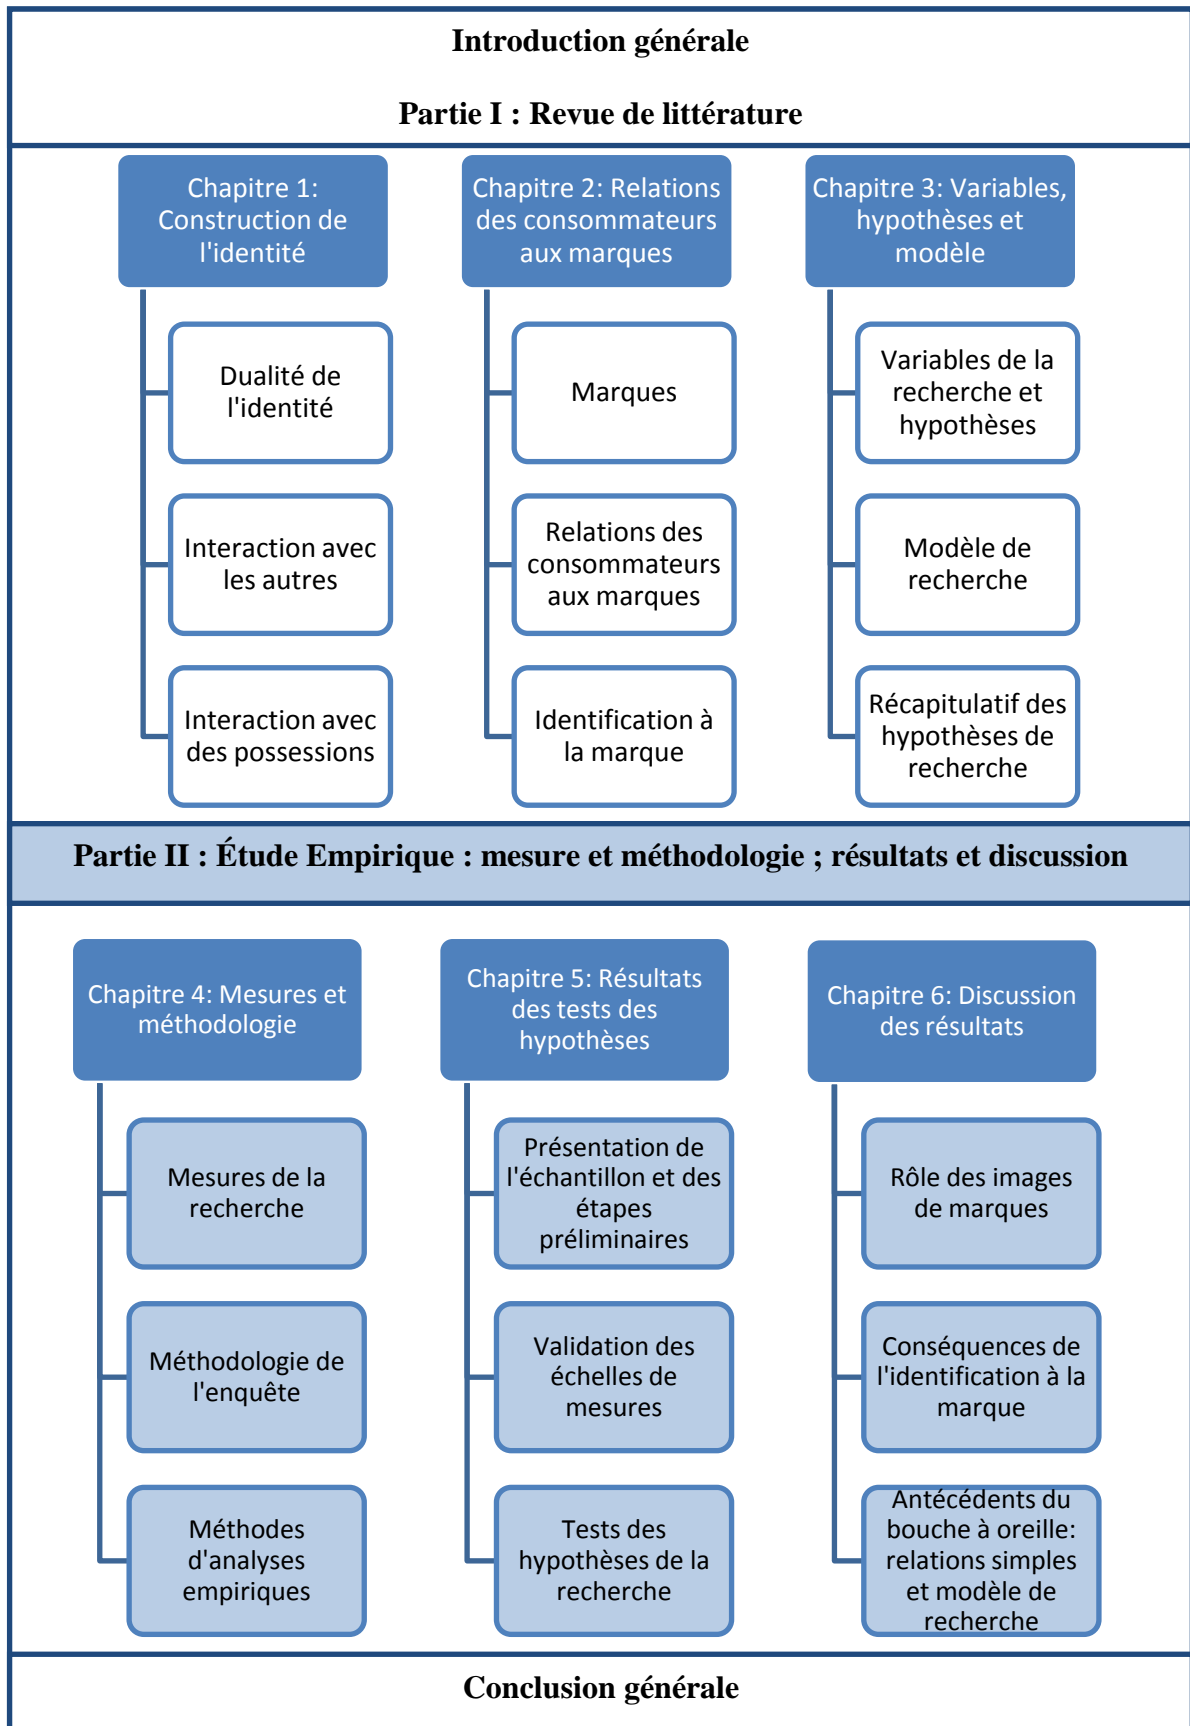 Introduction générale
Partie I : Revue de littérature
Chapitre 1:
Construction de
l'identité
Dualité de
l'identité
Interaction avec
les autres
Interaction avec
des possessions
Chapitre 2: Relations
des consommateurs
aux marques
Marques
Relations des
consommateurs
aux marques
Identification à
la marque
Chapitre 3: Variables,
hypothèses et
modèle
Variables de la
recherche et
hypothèses
Modèle de
recherche
Récapitulatif des
hypothèses de
recherche
Partie II : Étude Empirique : mesure et méthodologie ; résultats et discussion
Chapitre 4: Mesures et
méthodologie
Mesures de la
recherche
Méthodologie de
l'enquête
Méthodes
d'analyses
empiriques
Chapitre 5: Résultats
des tests des
hypothèses
Présentation de
l'échantillon et des
étapes
préliminaires
Validation des
échelles de
mesures
Tests des
hypothèses de la
recherche
Chapitre 6: Discussion
des résultats
Rôle des images
de marques
Conséquences de
l'identification à la
marque
Antécédents du
bouche à oreille:
relations simples
et modèle de
recherche
Conclusion générale